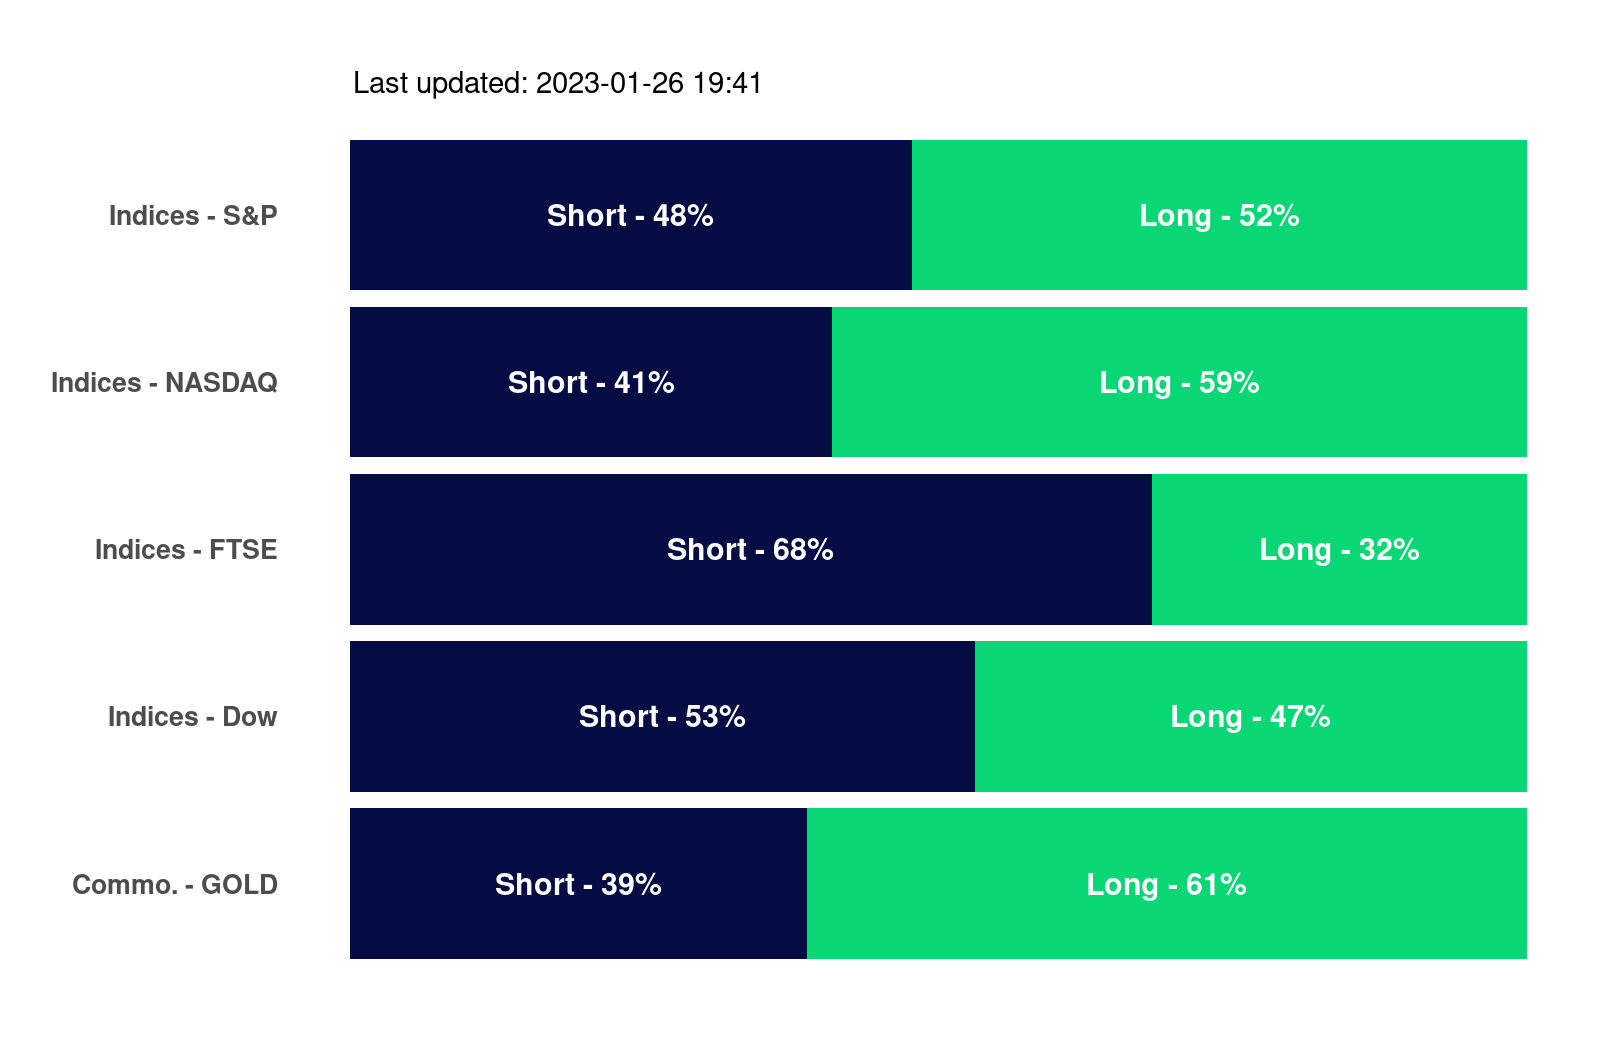 Last updated: 2023-01-26 19:41
Indices - S&P Short - 48% Long - 52%
Indices - NASDAQ Short - 41% Long - 59%
Indices - FTSE Short - 68% Long - 32%
Indices - Dow Short - 53% Long - 47%
Commo. - GOLD Short - 39% Long - 61%